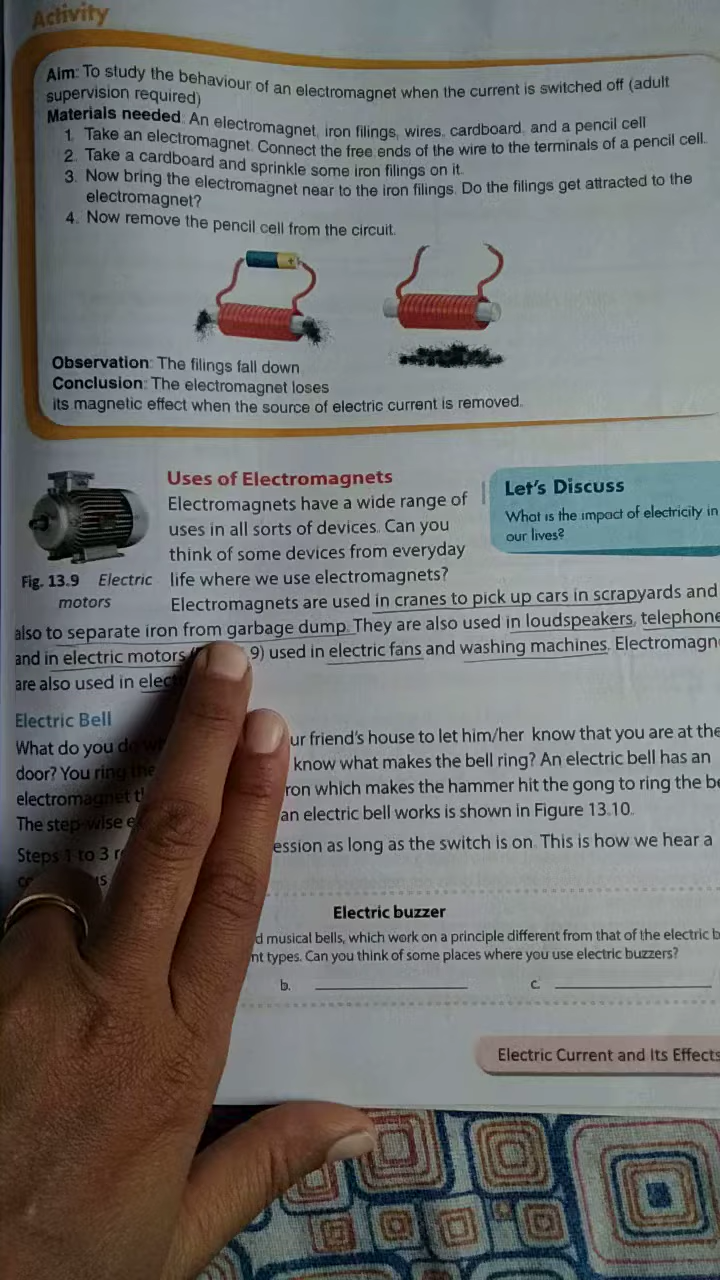 Activity
Aim: To study the behaviour of an electromagnet when the current is switched off (adult
supervision required)
Materials needed: An electromagnet, iron filings, wires, cardboard, and a pencil cell
1. Take an electromagnet. Connect the free ends of the wire to the terminals of a pencil cell.
2. Take a cardboard and sprinkle some iron filings on it.
3. Now bring the electromagnet near to the iron filings. Do the filings get attracted to the
electromagnet?
4. Now remove the pencil cell from the circuit.
Observation: The filings fall down
Conclusion: The electromagnet loses
its magnetic effect when the source of electric current is removed.
Uses of Electromagnets
Electromagnets have a wide range of
uses in all sorts of devices. Can you
think of some devices from everyday
life where we use electromagnets?
Let's Discuss
What is the impact of electricity in
our lives?
Fig. 13.9 Electric
motors
Electromagnets are used in cranes to pick up cars in scrapyards and
also to separate iron from garbage dump. They are also used in loudspeakers, telephone
and in electric motors 9) used in electric fans and washing machines. Electromagn
are also used in elec
Electric Bell
What do you do ur friend's house to let him/her know that you are at the
door? You ring the know what makes the bell ring? An electric bell has an
electromagnet t ron which makes the hammer hit the gong to ring the be
The step-wise e an electric bell works is shown in Figure 13.10.
Steps 1 to 3 r ession as long as the switch is on. This is how we hear a
Electric buzzer
d musical bells, which work on a principle different from that of the electric b
nt types. Can you think of some places where you use electric buzzers?
b. c.
Electric Current and Its Effects